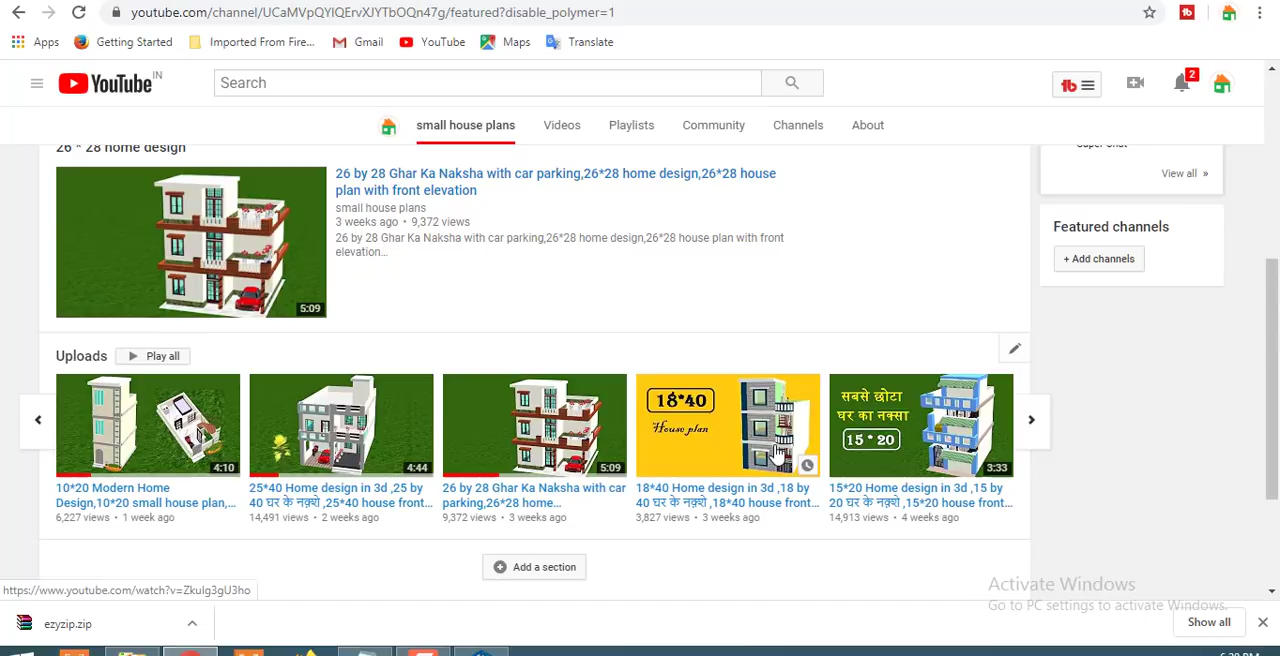 youtube.com/channel/UCaMVpQYlQErvXJYTbOQn47g/featured?disable_polymer=1
Apps Getting Started Imported From Fire... Gmail YouTube Maps Translate
YouTube IN
Search
2
small house plans Videos Playlists Community Channels About
26 * 28 home design
View all »
26 by 28 Ghar Ka Naksha with car parking,26*28 home design,26*28 house
plan with front elevation
small house plans
3 weeks ago • 9,372 views
26 by 28 Ghar Ka Naksha with car parking,26*28 home design,26*28 house plan with front
elevation...
5:09
Featured channels
+ Add channels
Uploads Play all
18*40
House plan
सबसे छोटा
घर का नक्सा
15 * 20
4:10 4:44 5:09 3:33
10*20 Modern Home
Design,10*20 small house plan,...
6,227 views • 1 week ago
25*40 Home design in 3d ,25 by
40 घर के नक़्शे ,25*40 house front...
14,491 views • 2 weeks ago
26 by 28 Ghar Ka Naksha with car
parking,26*28 home...
9,372 views • 3 weeks ago
18*40 Home design in 3d ,18 by
40 घर के नक़्शे ,18*40 house front...
3,827 views • 3 weeks ago
15*20 Home design in 3d ,15 by
20 घर के नक़्शे ,15*20 house front...
14,913 views • 4 weeks ago
Add a section
https://www.youtube.com/watch?v=Zkulg3gU3ho
Activate Windows
Go to PC settings to activate Windows.
ezyzip.zip
Show all